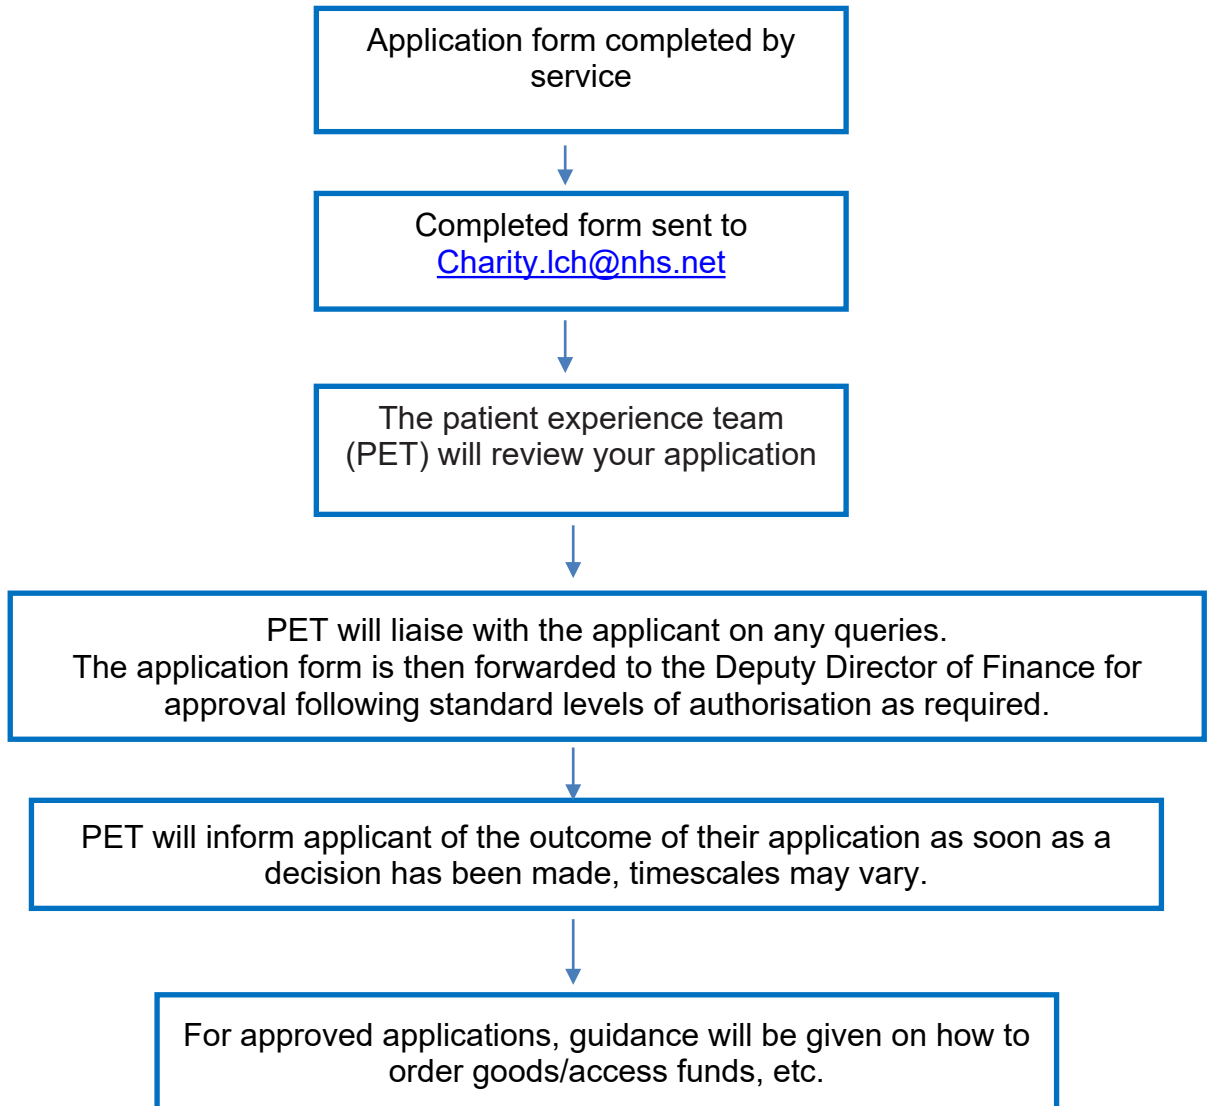 Application form completed by
service
Completed form sent to
Charity.lch@nhs.net
The patient experience team
(PET) will review your application
PET will liaise with the applicant on any queries.
The application form is then forwarded to the Deputy Director of Finance for
approval following standard levels of authorisation as required.
PET will inform applicant of the outcome of their application as soon as a
decision has been made, timescales may vary.
For approved applications, guidance will be given on how to
order goods/access funds, etc.